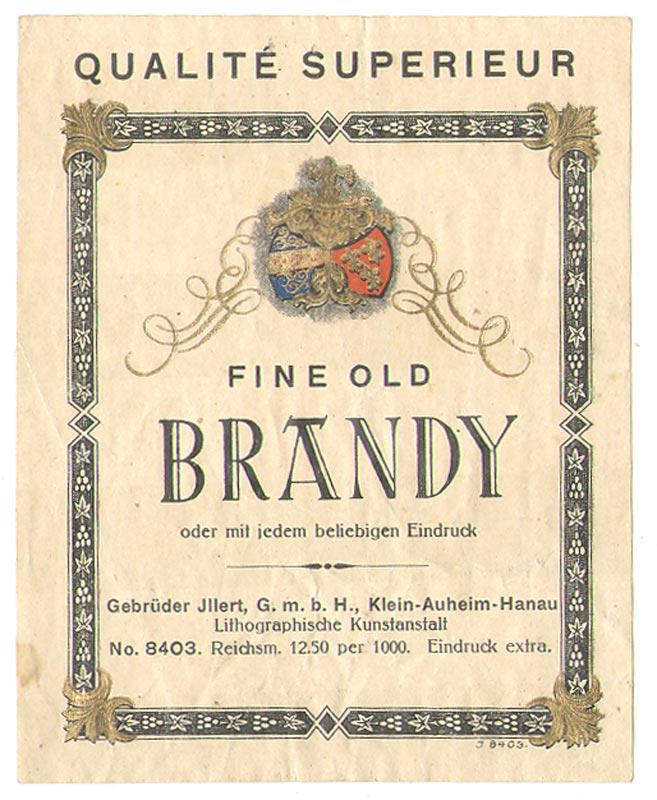 QUALITÉ SUPERIEUR
FINE OLD
BRANDY
oder mit jedem beliebigen Eindruck
Gebrüder Jllert, G. m. b. H., Klein-Auheim-Hanau
Lithographische Kunstanstalt
No. 8403. Reichsm. 12.50 per 1000. Eindruck extra.
J 8403.